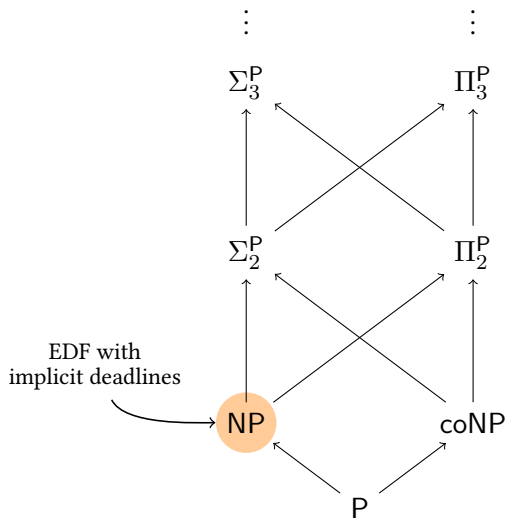 ⋮ ⋮
Σ₃ᴾ Π₃ᴾ
Σ₂ᴾ Π₂ᴾ
EDF with
implicit deadlines
NP coNP
P